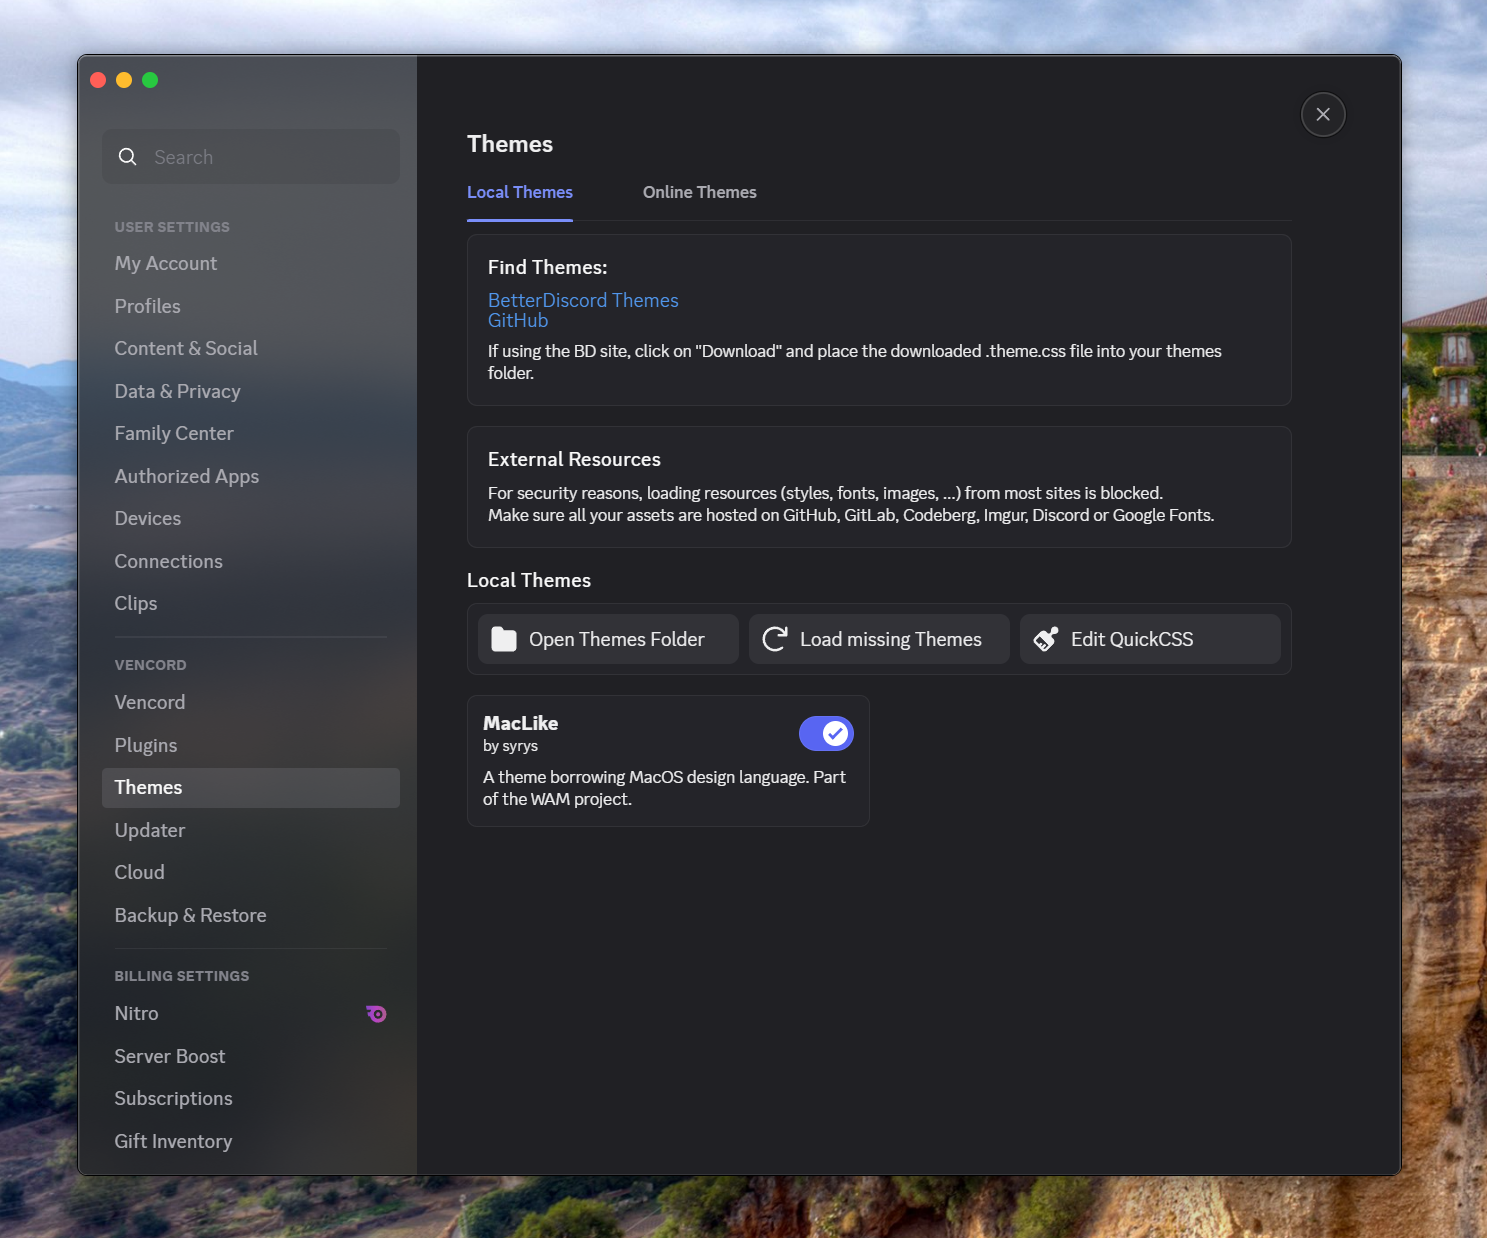 Search
USER SETTINGS
My Account
Profiles
Content & Social
Data & Privacy
Family Center
Authorized Apps
Devices
Connections
Clips
VENCORD
Vencord
Plugins
Themes
Updater
Cloud
Backup & Restore
BILLING SETTINGS
Nitro
Server Boost
Subscriptions
Gift Inventory
Themes
Local Themes
Online Themes
Find Themes:
BetterDiscord Themes
GitHub
If using the BD site, click on "Download" and place the downloaded .theme.css file into your themes
folder.
External Resources
For security reasons, loading resources (styles, fonts, images, ...) from most sites is blocked.
Make sure all your assets are hosted on GitHub, GitLab, Codeberg, Imgur, Discord or Google Fonts.
Local Themes
Open Themes Folder
Load missing Themes
Edit QuickCSS
MacLike
by syrys
A theme borrowing MacOS design language. Part
of the WAM project.